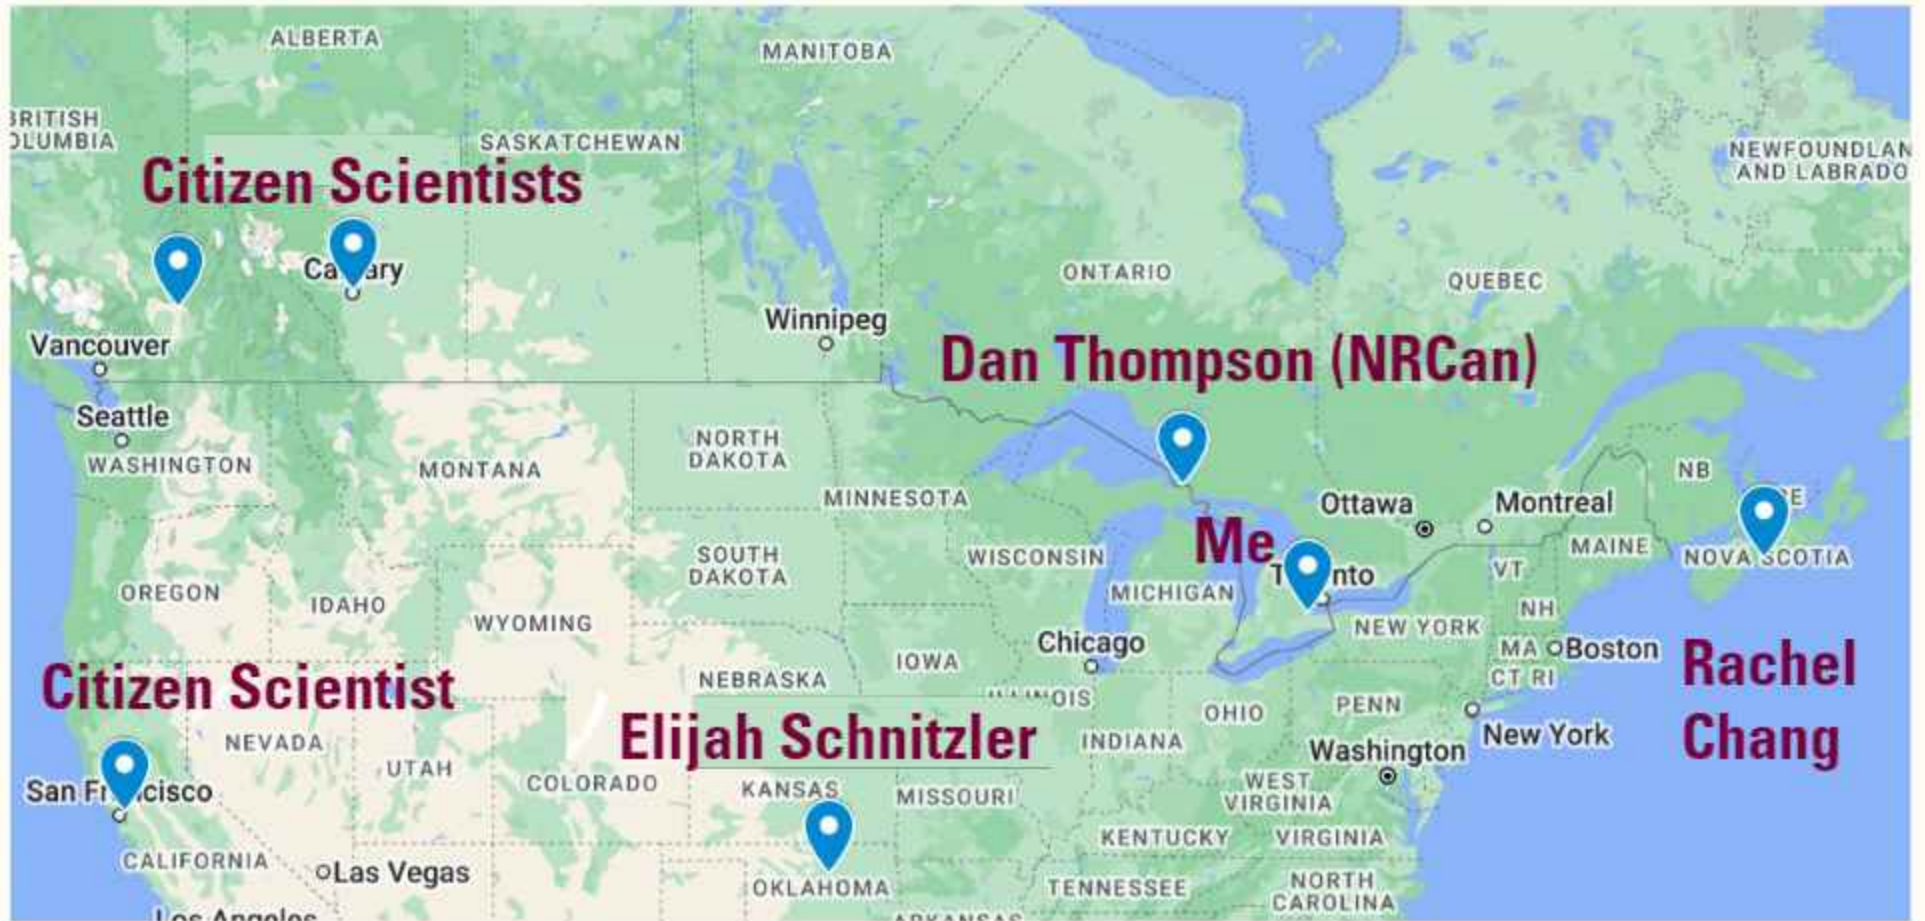 ALBERTA
MANITOBA
BRITISH
SASKATCHEWAN
Citizen Scientists
ONTARIO
QUEBEC
Winnipeg
Vancouver
Dan Thompson (NRCan)
Seattle
WASHINGTON
MONTANA
NORTH
DAKOTA
MINNESOTA
Ottawa
Montreal
NB
Me
WISCONSIN
MAINE
NOVA SCOTIA
SOUTH
DAKOTA
VT
OREGON
IDAHO
MICHIGAN
NH
WYOMING
NEW YORK
Chicago
MA
Boston
CT RI
IOWA
NEBRASKA
Citizen Scientist
Rachel
Chang
OHIO
PENN
Elijah Schnitzler
INDIANA
New York
Washington
NEVADA
UTAH
COLORADO
KANSAS
MISSOURI
WEST
VIRGINIA
KENTUCKY
VIRGINIA
CALIFORNIA
Las Vegas
OKLAHOMA
TENNESSEE
NORTH
CAROLINA
AND LABRADO
NEWFOUNDLAN